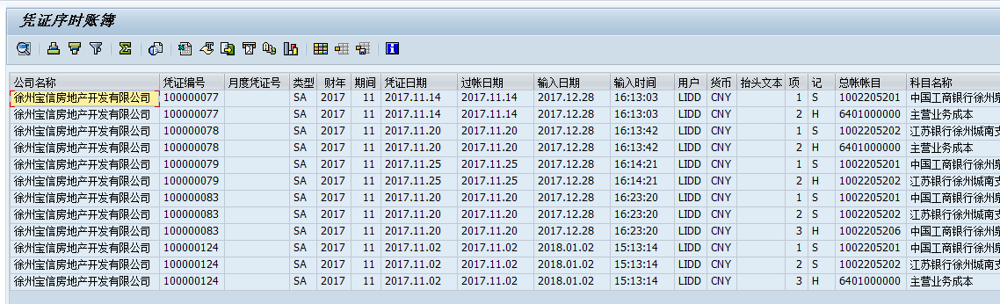 凭证序时账簿
公司名称 凭证编号 月度凭证号 类型 财年 期间 凭证日期 过帐日期 输入日期 输入时间 用户 货币 抬头文本 项 记 总帐帐目 科目名称
徐州宝信房地产开发有限公司 100000077 SA 2017 11 2017.11.14 2017.11.14 2017.12.28 16:13:03 LIDD CNY 1 S 1002205201 中国工商银行徐州泉
徐州宝信房地产开发有限公司 100000077 SA 2017 11 2017.11.14 2017.11.14 2017.12.28 16:13:03 LIDD CNY 2 H 6401000000 主营业务成本
徐州宝信房地产开发有限公司 100000078 SA 2017 11 2017.11.20 2017.11.20 2017.12.28 16:13:42 LIDD CNY 1 S 1002205202 江苏银行徐州城南支
徐州宝信房地产开发有限公司 100000078 SA 2017 11 2017.11.20 2017.11.20 2017.12.28 16:13:42 LIDD CNY 2 H 6401000000 主营业务成本
徐州宝信房地产开发有限公司 100000079 SA 2017 11 2017.11.25 2017.11.25 2017.12.28 16:14:21 LIDD CNY 1 S 1002205201 中国工商银行徐州泉
徐州宝信房地产开发有限公司 100000079 SA 2017 11 2017.11.25 2017.11.25 2017.12.28 16:14:21 LIDD CNY 2 H 1002205202 江苏银行徐州城南支
徐州宝信房地产开发有限公司 100000083 SA 2017 11 2017.11.20 2017.11.20 2017.12.28 16:23:20 LIDD CNY 1 S 1002205201 中国工商银行徐州泉
徐州宝信房地产开发有限公司 100000083 SA 2017 11 2017.11.20 2017.11.20 2017.12.28 16:23:20 LIDD CNY 2 S 1002205202 江苏银行徐州城南支
徐州宝信房地产开发有限公司 100000083 SA 2017 11 2017.11.20 2017.11.20 2017.12.28 16:23:20 LIDD CNY 3 H 1002205206 中国工商银行徐州泉
徐州宝信房地产开发有限公司 100000124 SA 2017 11 2017.11.02 2017.11.02 2018.01.02 15:13:14 LIDD CNY 1 S 1002205201 中国工商银行徐州泉
徐州宝信房地产开发有限公司 100000124 SA 2017 11 2017.11.02 2017.11.02 2018.01.02 15:13:14 LIDD CNY 2 S 1002205202 江苏银行徐州城南支
徐州宝信房地产开发有限公司 100000124 SA 2017 11 2017.11.02 2017.11.02 2018.01.02 15:13:14 LIDD CNY 3 H 6401000000 主营业务成本